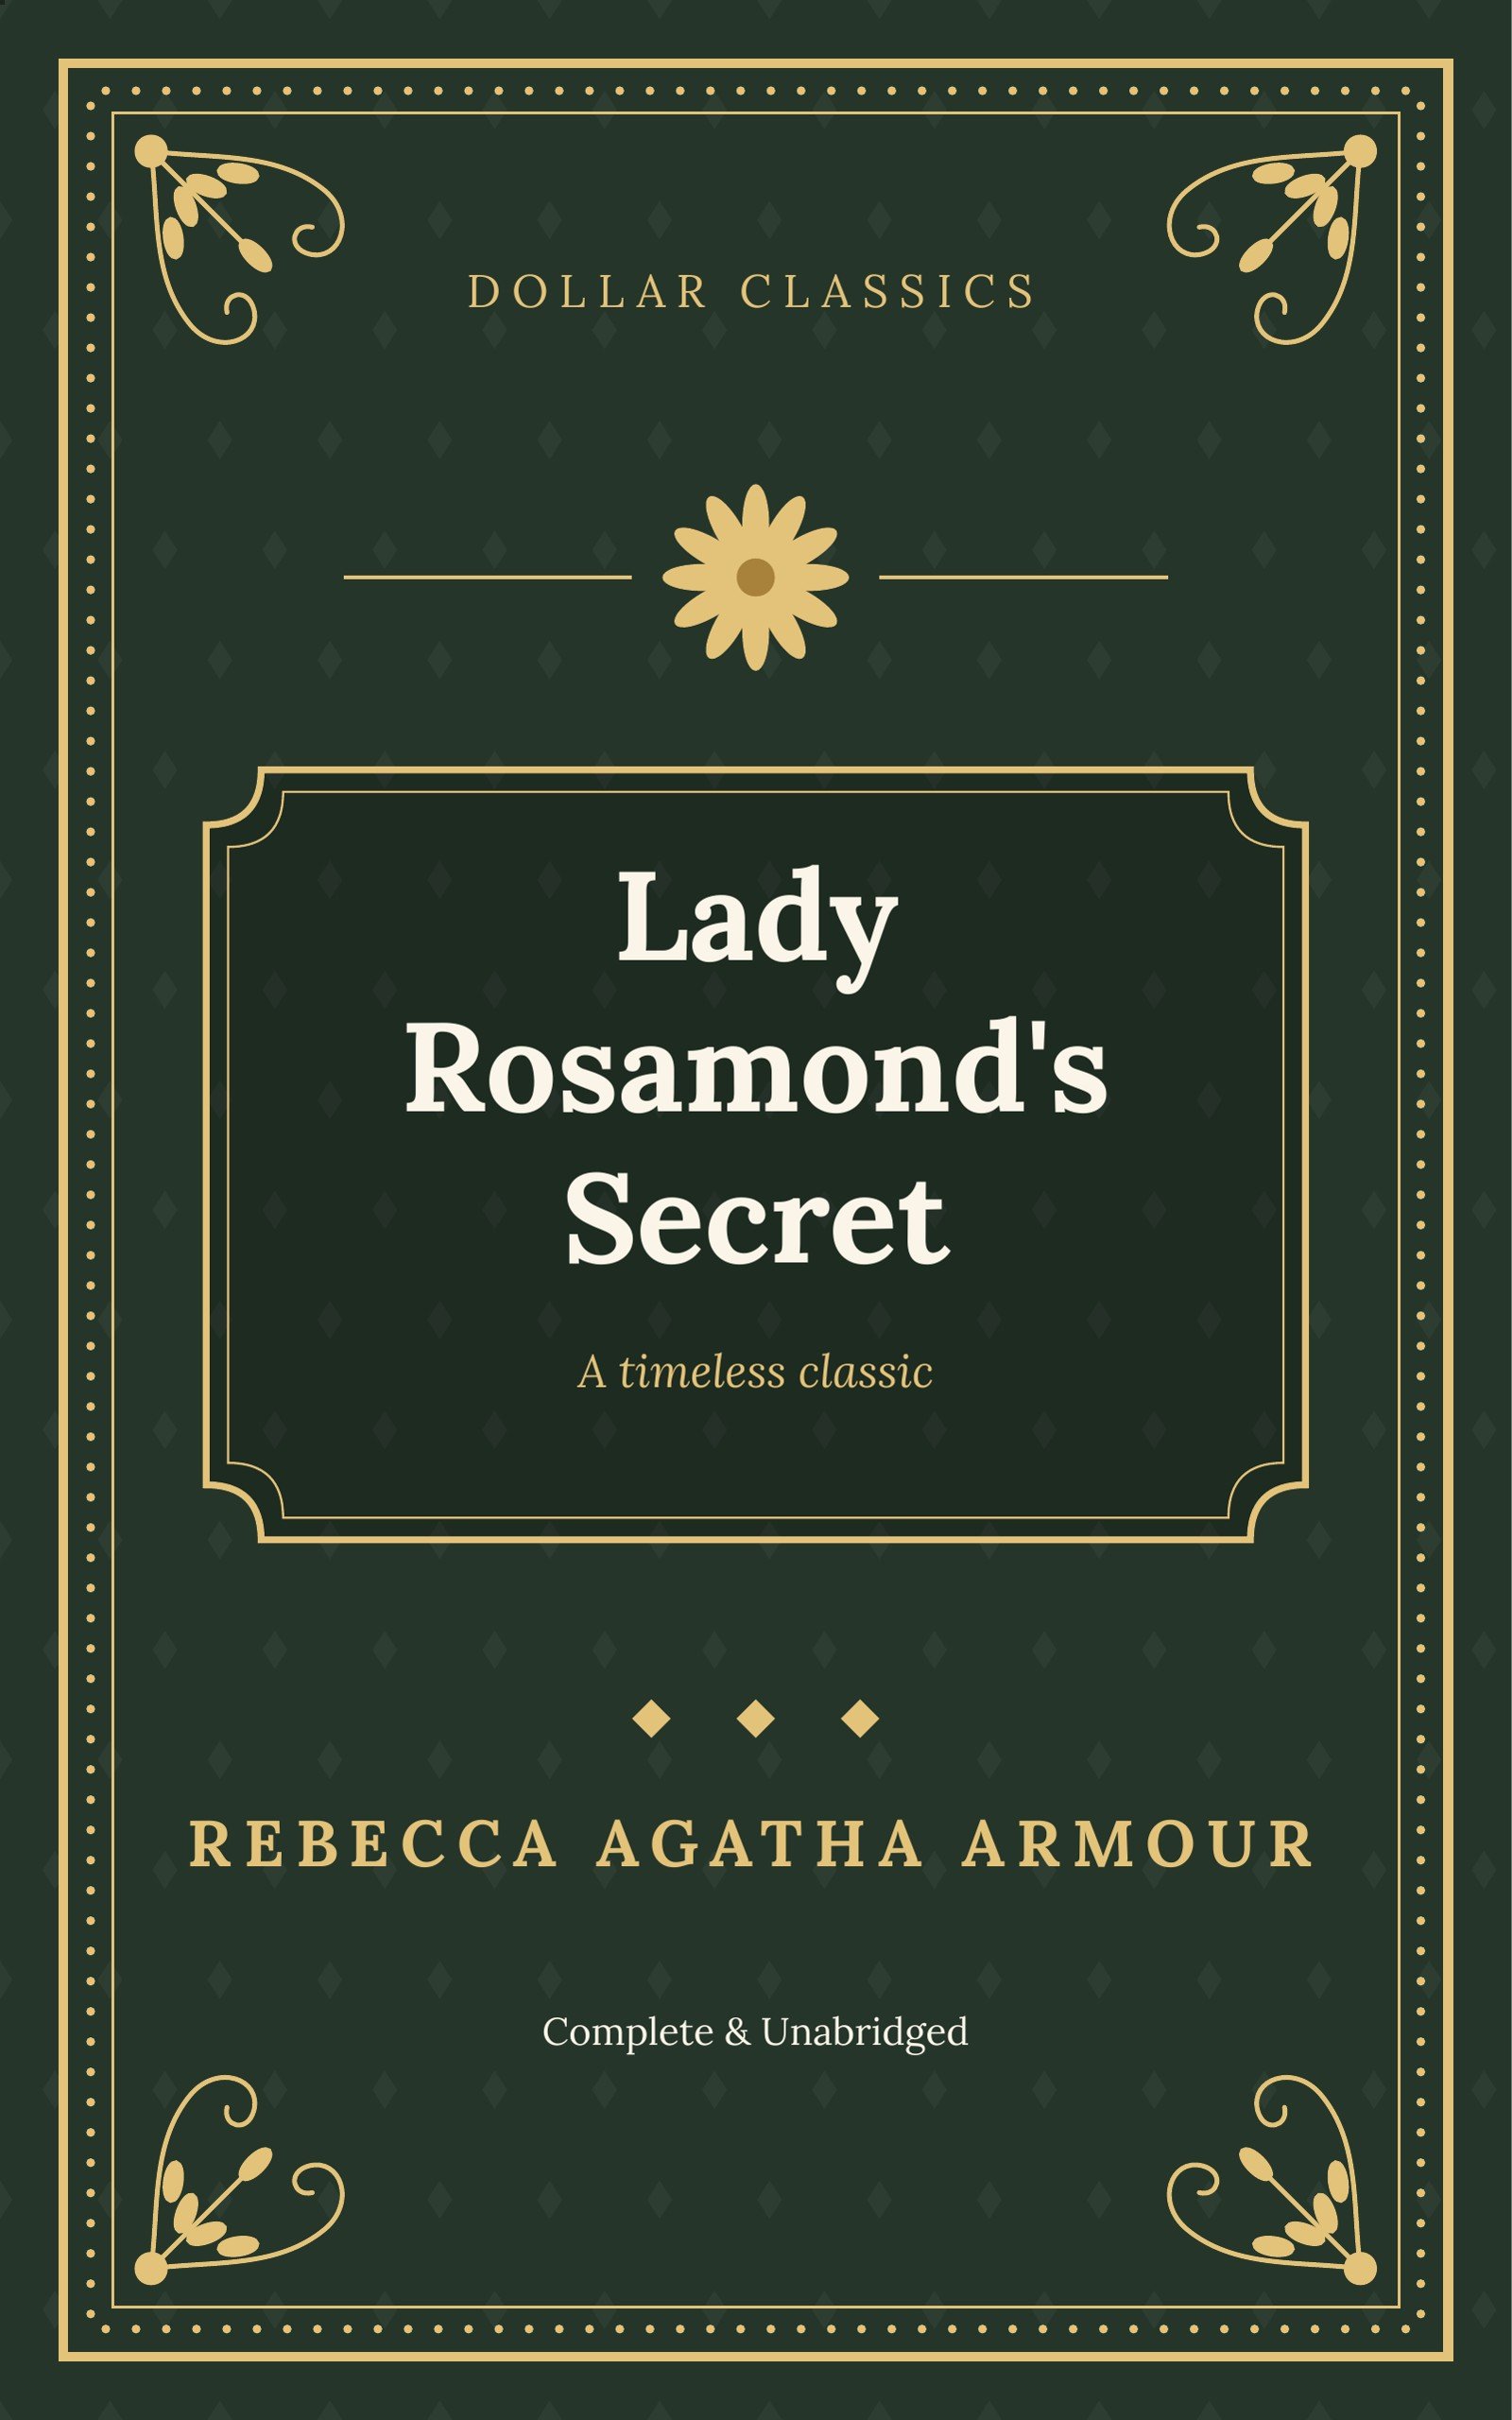 DOLLAR CLASSICS
Lady
Rosamond's
Secret
A timeless classic
REBECCA AGATHA ARMOUR
Complete & Unabridged